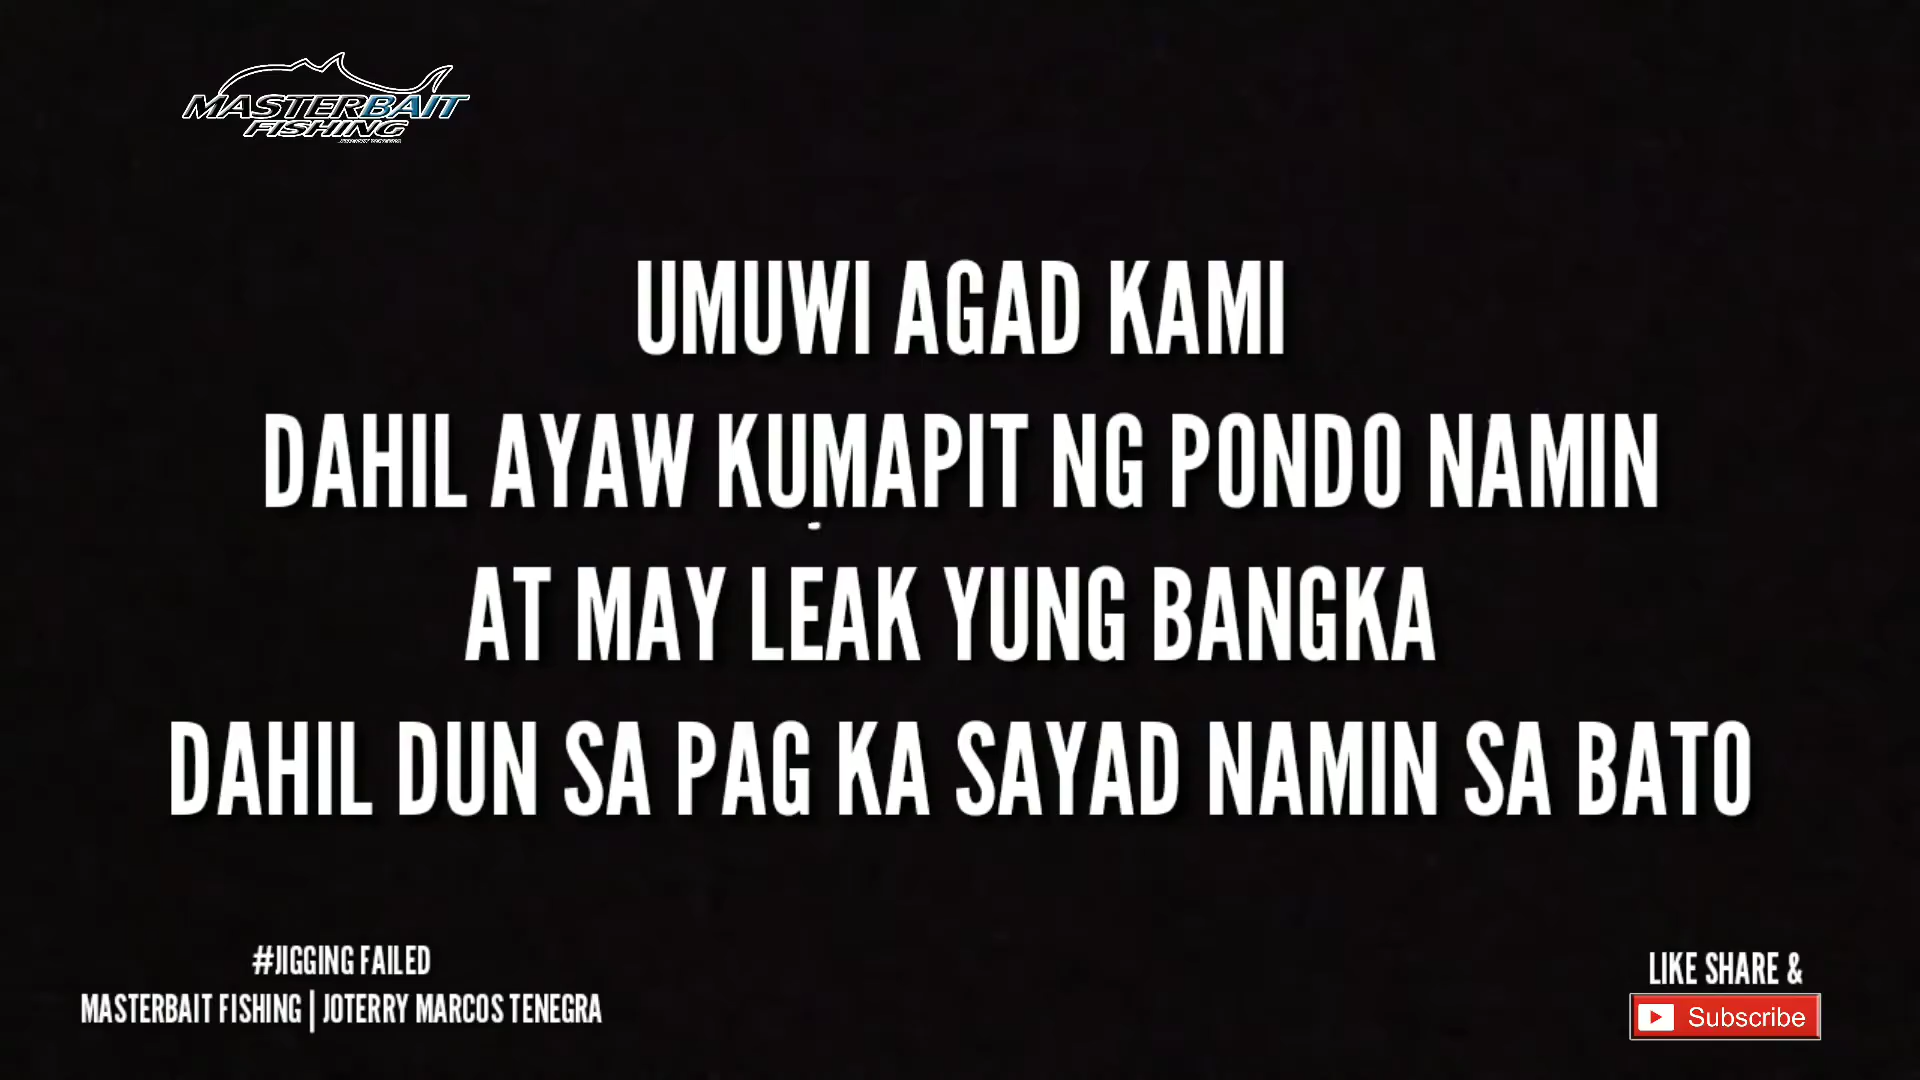 MASTERBAIT
FISHING
UMUWI AGAD KAMI
DAHIL AYAW KUMAPIT NG PONDO NAMIN
AT MAY LEAK YUNG BANGKA
DAHIL DUN SA PAG KA SAYAD NAMIN SA BATO
#JIGGING FAILED
MASTERBAIT FISHING | JOTERRY MARCOS TENEGRA
LIKE SHARE &
Subscribe